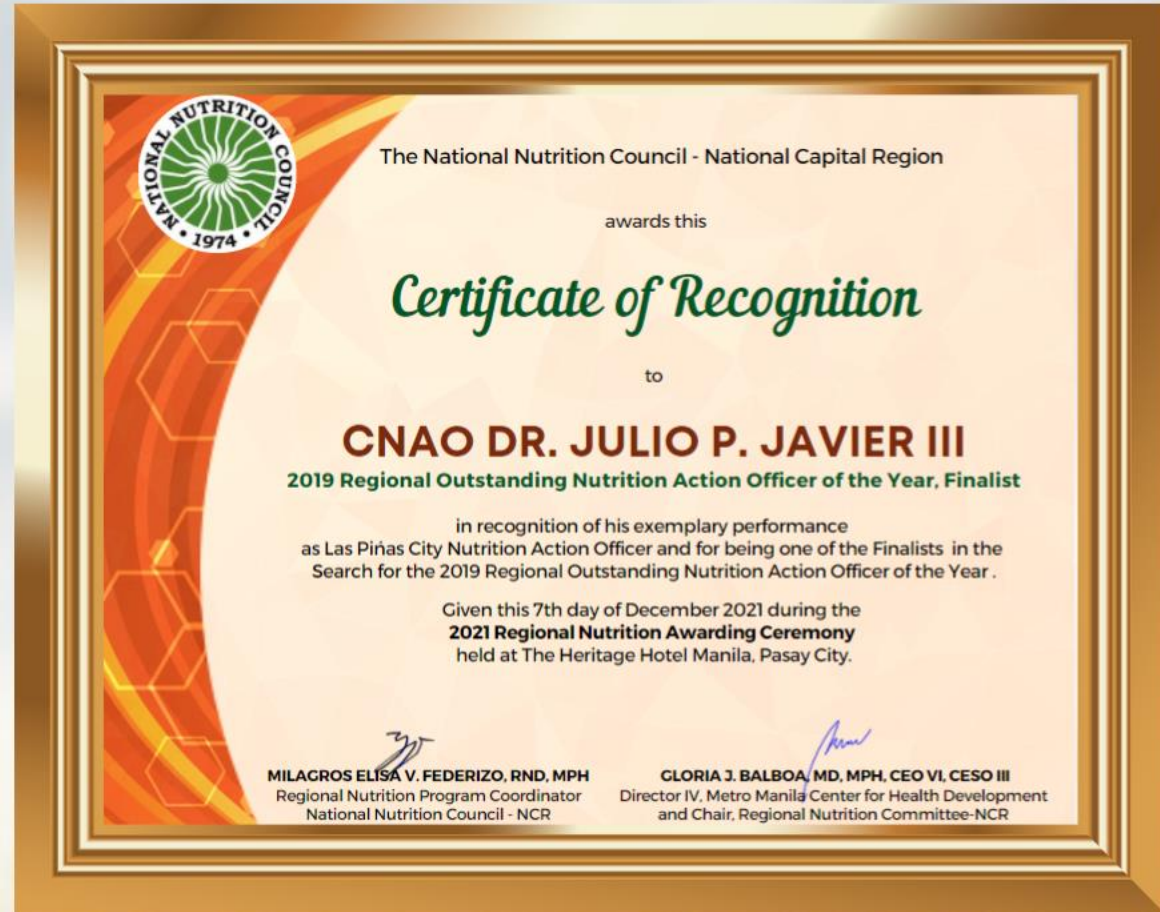 NATIONAL NUTRITION COUNCIL
• 1974 •
The National Nutrition Council - National Capital Region
awards this
Certificate of Recognition
to
CNAO DR. JULIO P. JAVIER III
2019 Regional Outstanding Nutrition Action Officer of the Year, Finalist
in recognition of his exemplary performance
as Las Piñas City Nutrition Action Officer and for being one of the Finalists in the
Search for the 2019 Regional Outstanding Nutrition Action Officer of the Year .
Given this 7th day of December 2021 during the
2021 Regional Nutrition Awarding Ceremony
held at The Heritage Hotel Manila, Pasay City.
MILAGROS ELISA V. FEDERIZO, RND, MPH
Regional Nutrition Program Coordinator
National Nutrition Council - NCR
GLORIA J. BALBOA, MD, MPH, CEO VI, CESO III
Director IV, Metro Manila Center for Health Development
and Chair, Regional Nutrition Committee-NCR